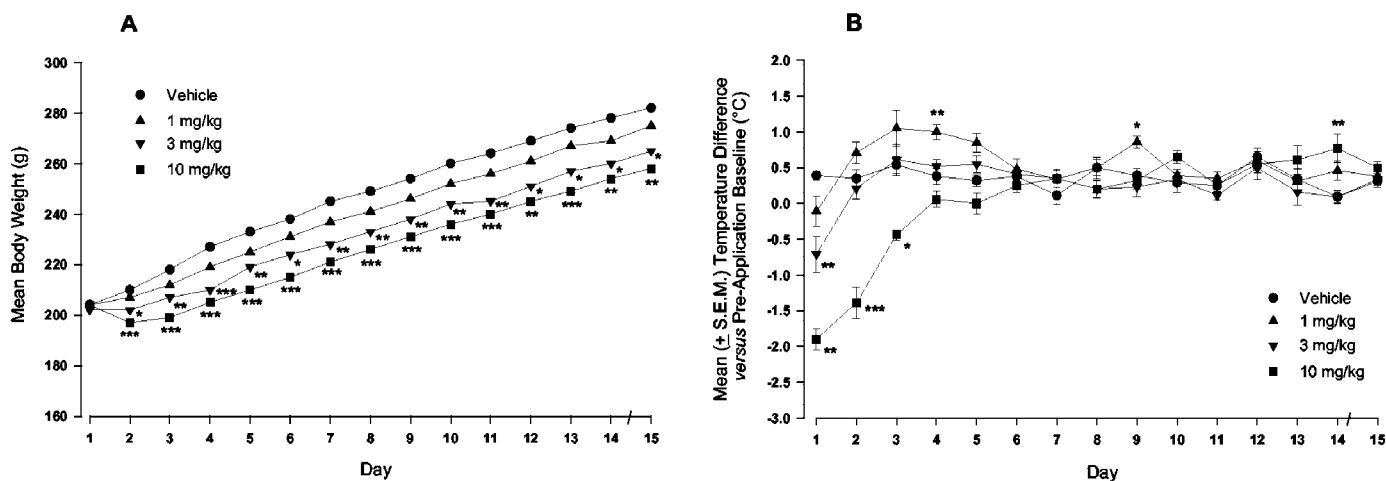 A
Mean Body Weight (g)
300
280
260
240
220
200
180
160
Vehicle
1 mg/kg
3 mg/kg
10 mg/kg
* ** *** *** ** * ** ** ** ** ** * * * *
*** *** *** *** *** *** *** *** *** *** ** *** ** **
1 2 3 4 5 6 7 8 9 10 11 12 13 14 15
Day
B
Mean (± S.E.M.) Temperature Difference
versus Pre-Application Baseline (°C)
2.0
1.5
1.0
0.5
0.0
-0.5
-1.0
-1.5
-2.0
-2.5
-3.0
** * **
**
*
***
**
Vehicle
1 mg/kg
3 mg/kg
10 mg/kg
1 2 3 4 5 6 7 8 9 10 11 12 13 14 15
Day